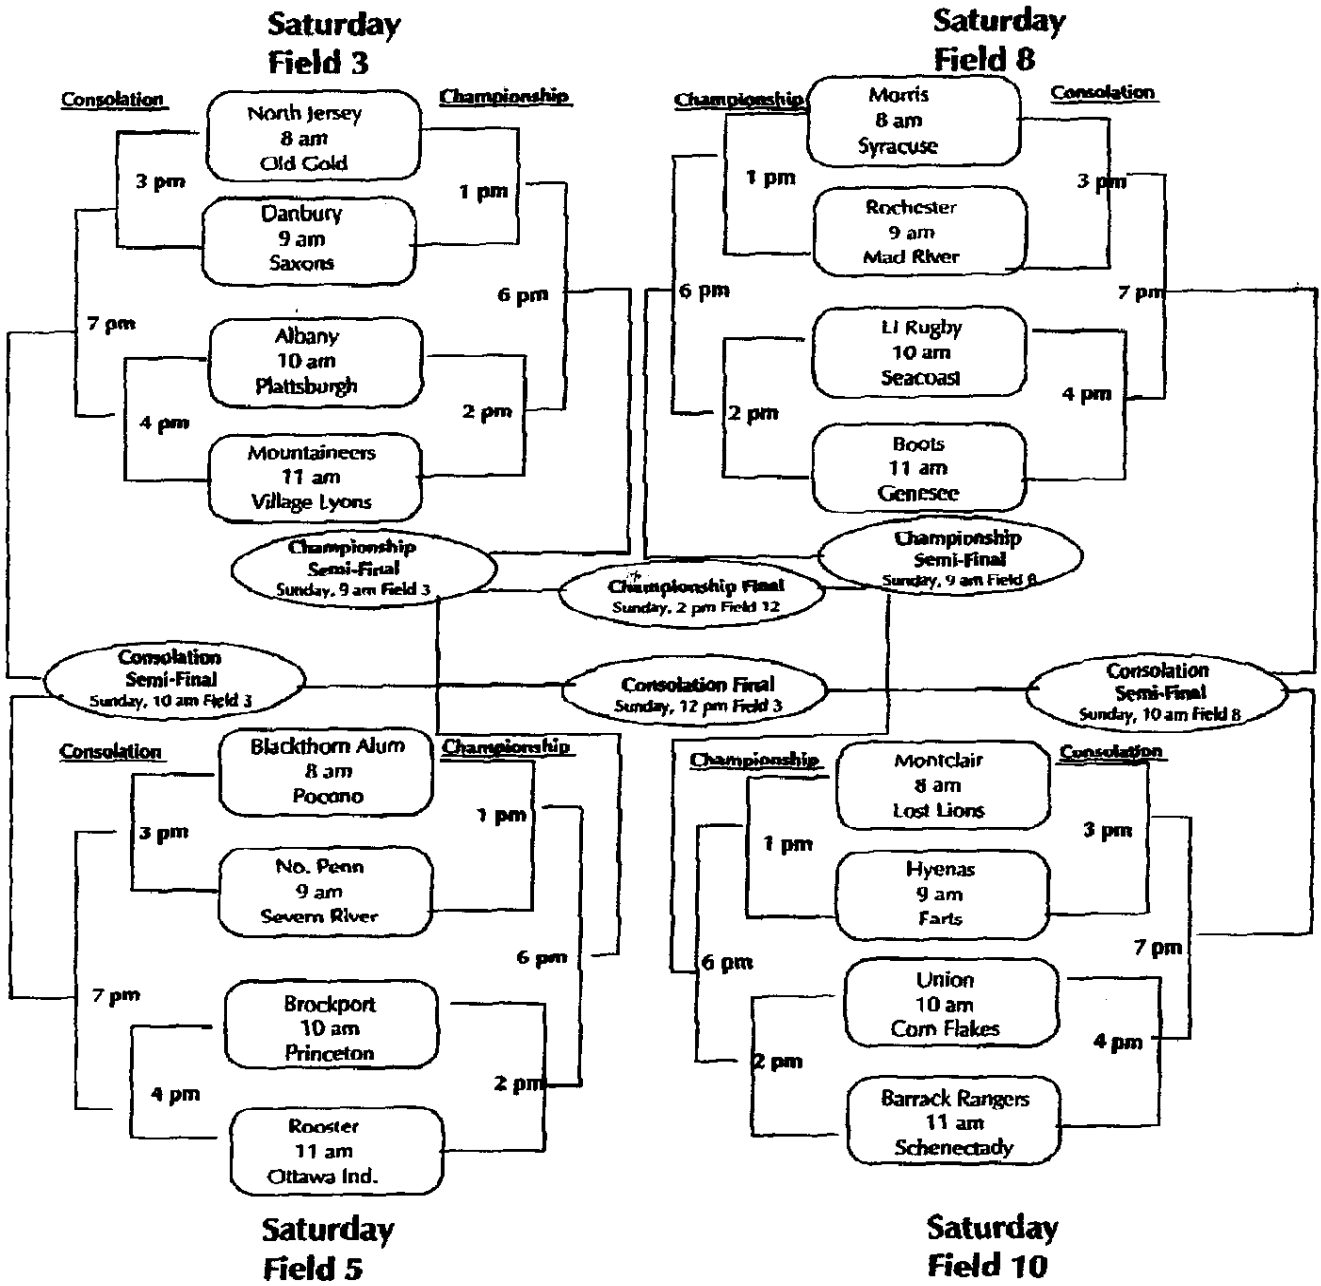 Saturday
Field 3
Consolation
Championship
North Jersey
8 am
Old Gold
3 pm
1 pm
Danbury
9 am
Saxons
6 pm
7 pm
Albany
10 am
Plattsburgh
4 pm
2 pm
Mountaineers
11 am
Village Lyons
Saturday
Field 8
Championship
Consolation
Morris
8 am
Syracuse
1 pm
3 pm
Rochester
9 am
Mad River
6 pm
7 pm
LI Rugby
10 am
Seacoast
2 pm
4 pm
Boots
11 am
Genesee
Championship
Semi-Final
Sunday, 9 am Field 3
Championship Final
Sunday, 2 pm Field 12
Championship
Semi-Final
Sunday, 9 am Field 8
Consolation
Semi-Final
Sunday, 10 am Field 3
Consolation Final
Sunday, 12 pm Field 3
Consolation
Semi-Final
Sunday, 10 am Field 8
Consolation
Championship
Blackthorn Alum
8 am
Pocono
3 pm
1 pm
No. Penn
9 am
Severn River
6 pm
7 pm
Brockport
10 am
Princeton
4 pm
2 pm
Rooster
11 am
Ottawa Ind.
Saturday
Field 5
Championship
Consolation
Montclair
8 am
Lost Lions
1 pm
3 pm
Hyenas
9 am
Farts
6 pm
7 pm
Union
10 am
Corn Flakes
2 pm
4 pm
Barrack Rangers
11 am
Schenectady
Saturday
Field 10